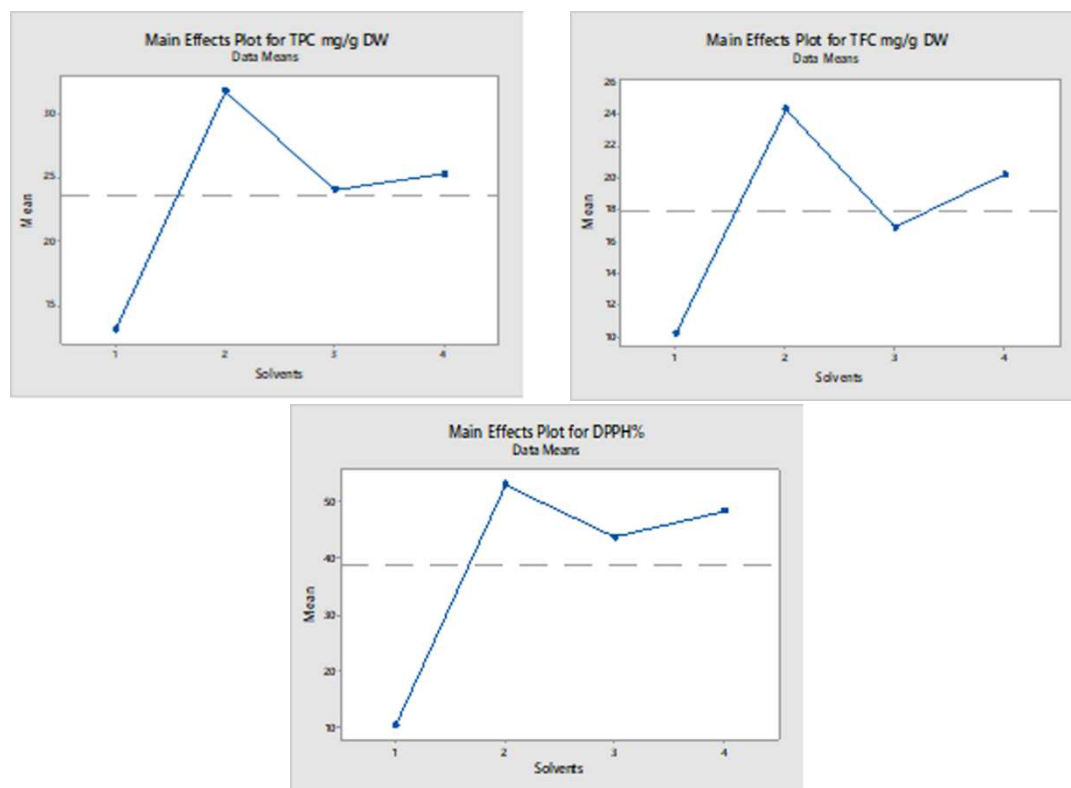 Main Effects Plot for TPC mg/g DW
Data Means
30
25
20
15
Mean
1 2 3 4
Solvents
Main Effects Plot for TFC mg/g DW
Data Means
26
24
22
20
18
16
14
12
10
Mean
1 2 3 4
Solvents
Main Effects Plot for DPPH%
Data Means
50
40
30
20
10
Mean
1 2 3 4
Solvents